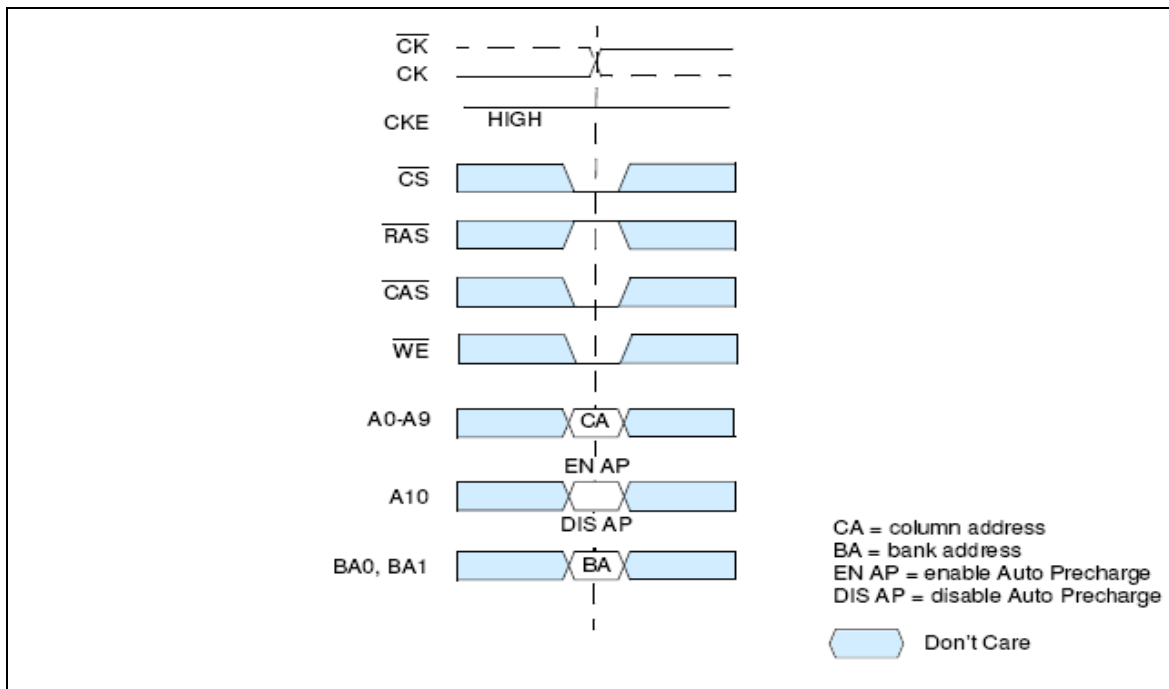 CK
CK
CKE
HIGH
CS
RAS
CAS
WE
A0-A9
CA
EN AP
A10
DIS AP
BA0, BA1
BA
CA = column address
BA = bank address
EN AP = enable Auto Precharge
DIS AP = disable Auto Precharge
Don't Care